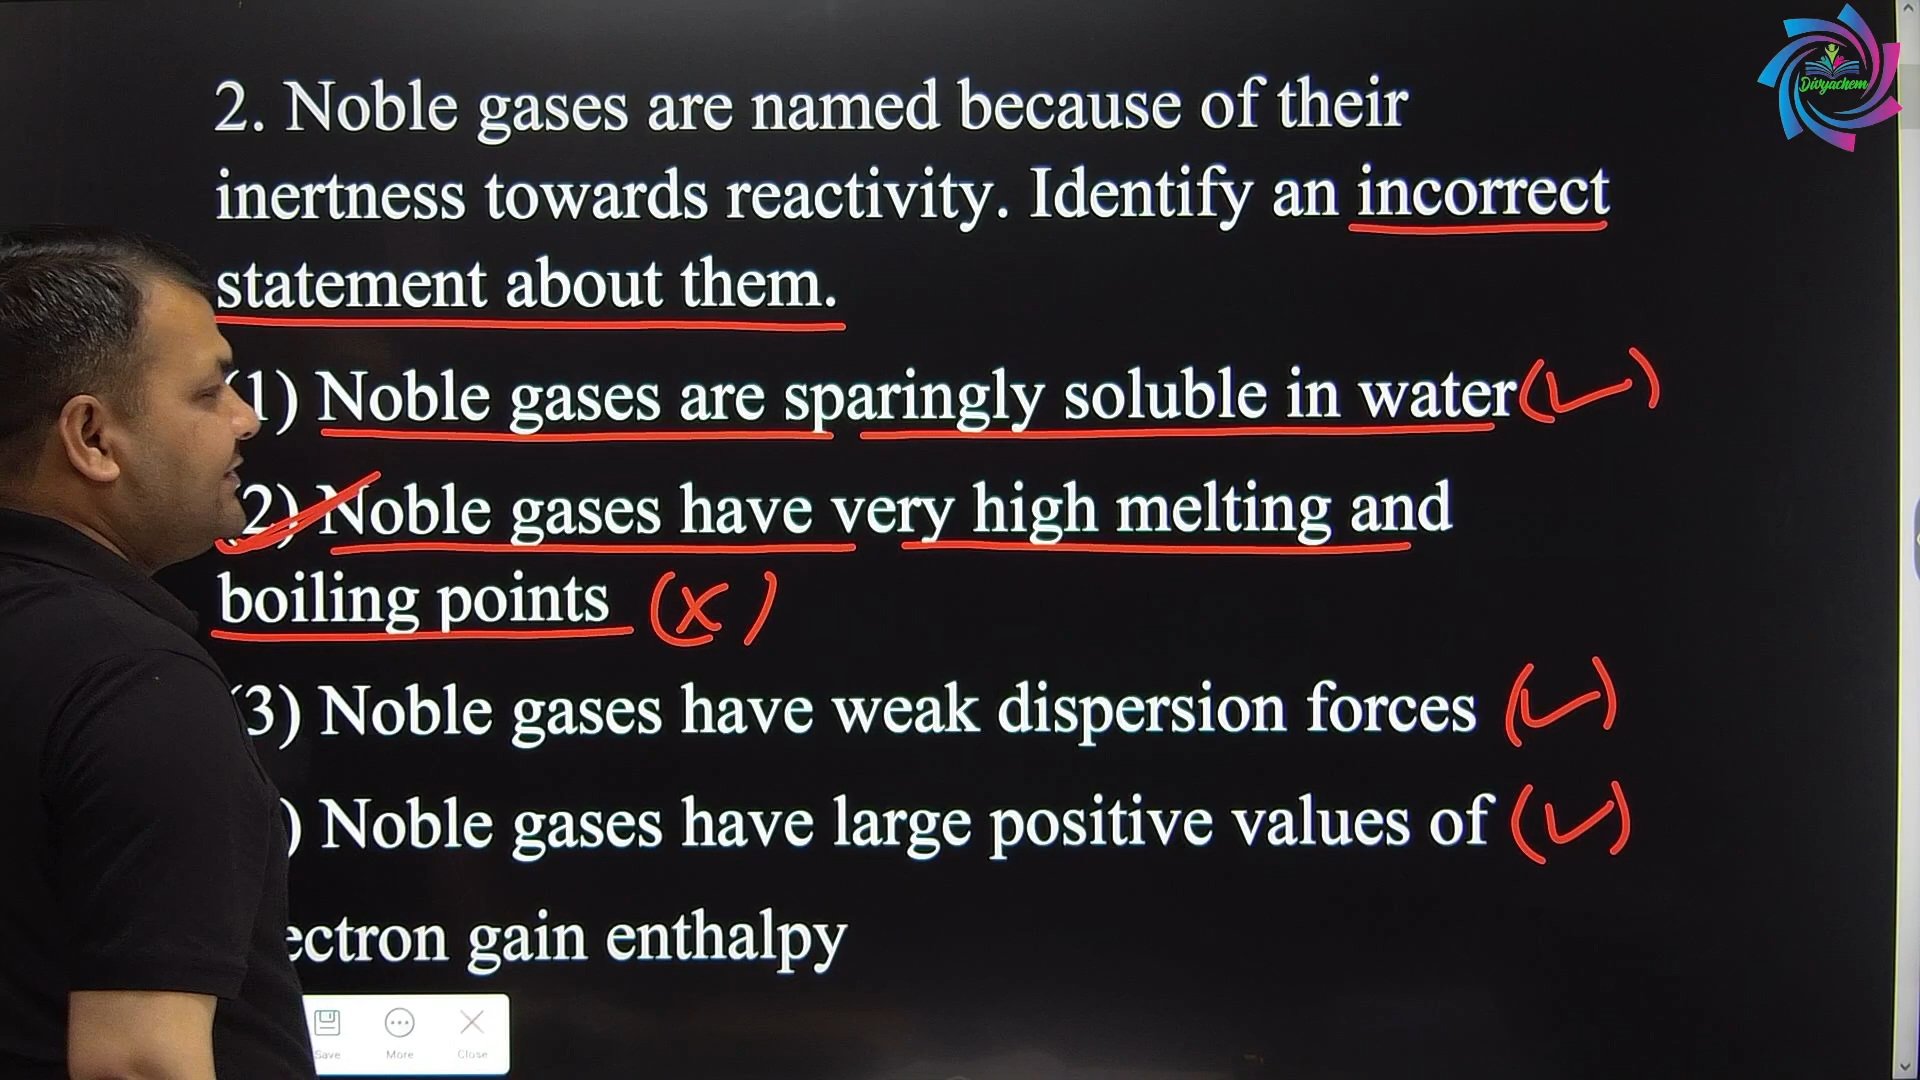 Divyachem
2. Noble gases are named because of their
inertness towards reactivity. Identify an incorrect
statement about them.
(1) Noble gases are sparingly soluble in water (✓)
(2) Noble gases have very high melting and
boiling points (x)
(3) Noble gases have weak dispersion forces (✓)
) Noble gases have large positive values of (✓)
ectron gain enthalpy
Save More Close